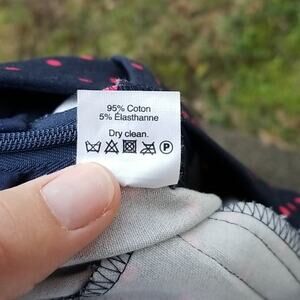 95% Coton
5% Élasthanne
Dry clean.
P